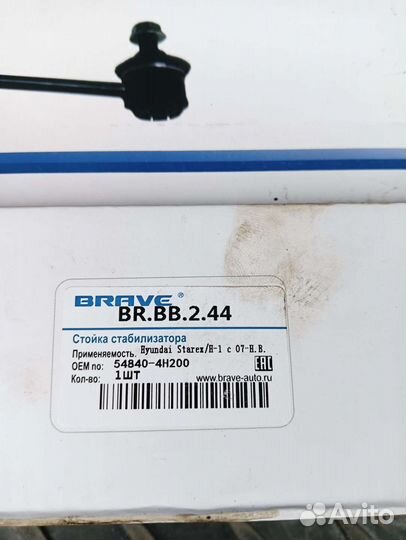 BRAVE®
BR.BB.2.44
Стойка стабилизатора
Применяемость. Hyundai Starex/H-1 с 07-Н.В.
OEM no: 54840-4H200
Кол-во: 1ШТ
www.brave-auto.ru
EAC
Avito